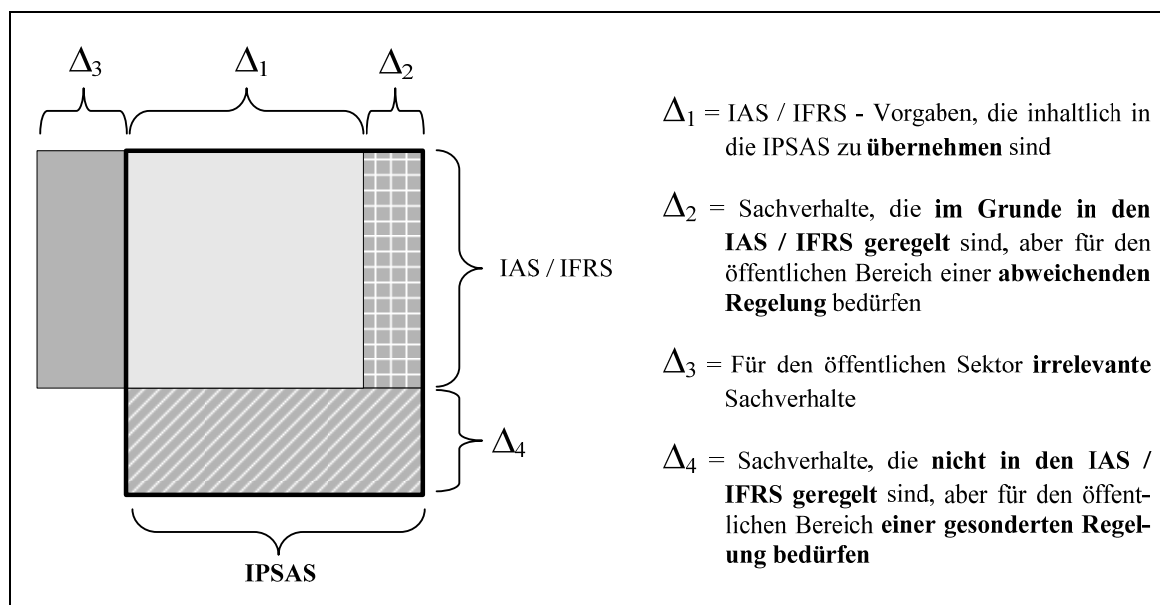 Δ3
Δ1
Δ2
IAS / IFRS
Δ4
IPSAS
Δ1 = IAS / IFRS - Vorgaben, die inhaltlich in
die IPSAS zu übernehmen sind
Δ2 = Sachverhalte, die im Grunde in den
IAS / IFRS geregelt sind, aber für den
öffentlichen Bereich einer abweichenden
Regelung bedürfen
Δ3 = Für den öffentlichen Sektor irrelevante
Sachverhalte
Δ4 = Sachverhalte, die nicht in den IAS /
IFRS geregelt sind, aber für den öffent-
lichen Bereich einer gesonderten Regel-
ung bedürfen